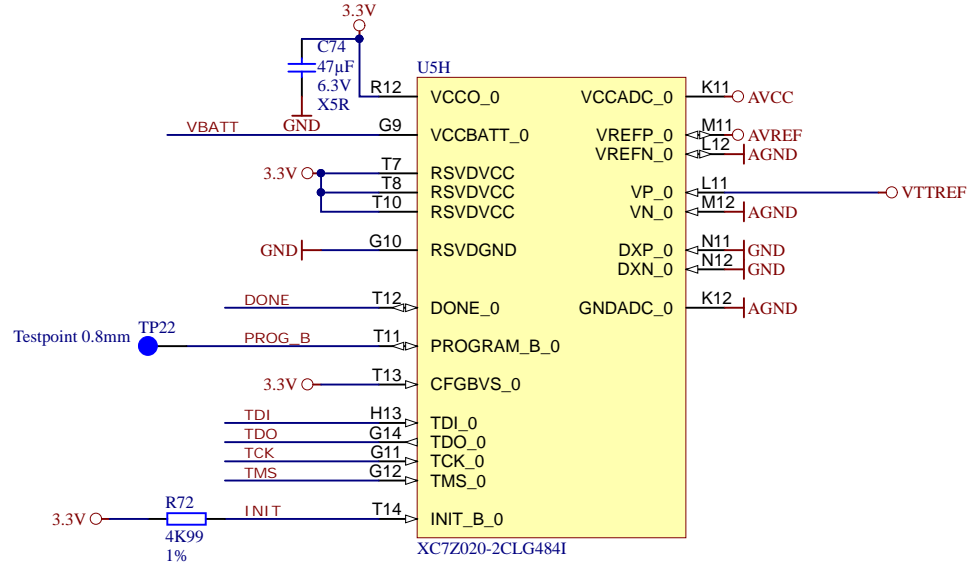 3.3V
C74
47µF
6.3V
X5R
GND
U5H
R12 VCCO_0 VCCADC_0 K11 AVCC
VBATT G9 VCCBATT_0 VREFP_0 M11 AVREF
VREFN_0 L12 AGND
3.3V T7 RSVDVCC
T8 RSVDVCC VP_0 L11 VTTREF
T10 RSVDVCC VN_0 M12 AGND
GND G10 RSVDGND DXP_0 N11 GND
DXN_0 N12 GND
DONE T12 DONE_0 GNDADC_0 K12 AGND
Testpoint 0.8mm TP22 PROG_B T11 PROGRAM_B_0
3.3V T13 CFGBVS_0
TDI H13 TDI_0
TDO G14 TDO_0
TCK G11 TCK_0
TMS G12 TMS_0
R72
3.3V INIT T14 INIT_B_0
4K99
1%
XC7Z020-2CLG484I